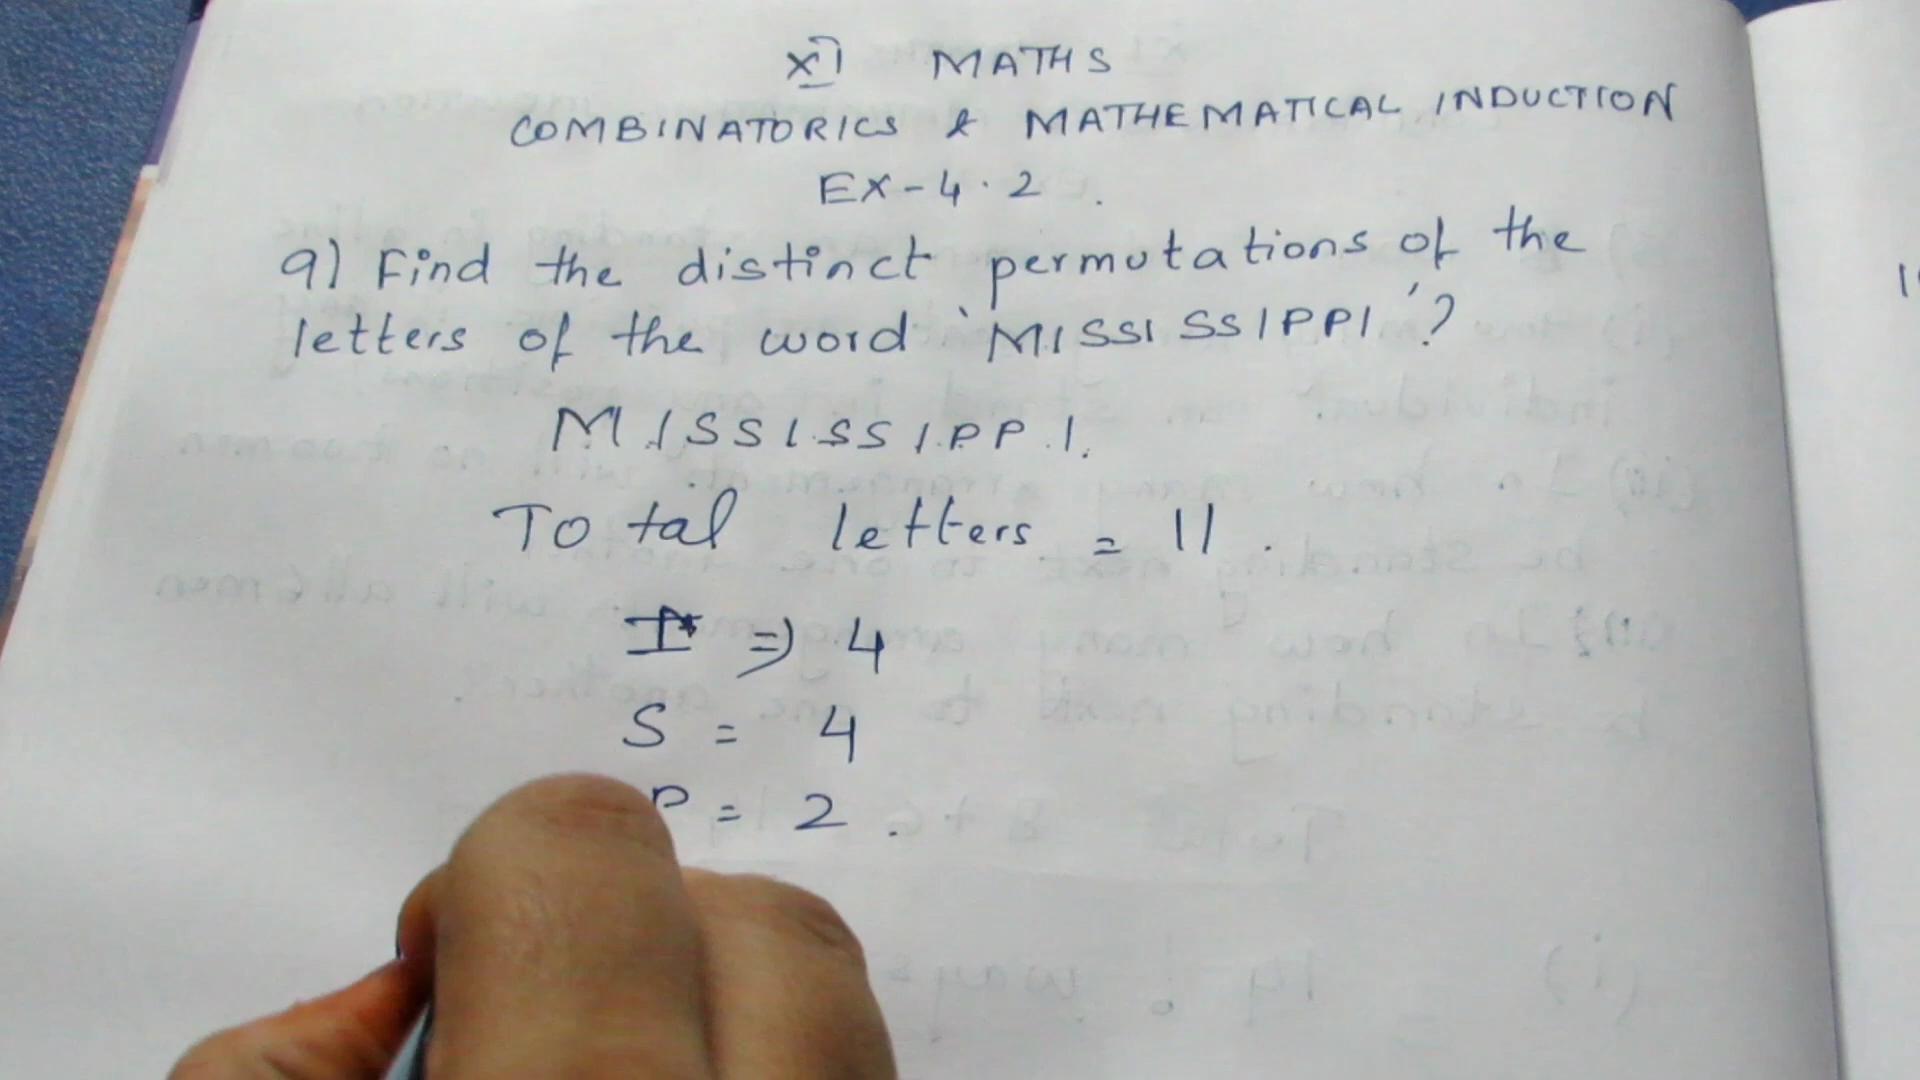 XI MATHS
COMBINATORICS & MATHEMATICAL INDUCTION
EX-4.2.
9) Find the distinct permutations of the
letters of the word 'MISSISSIPPI'?
MISSISSIPPI.
Total letters = 11.
I => 4
S = 4
P = 2.